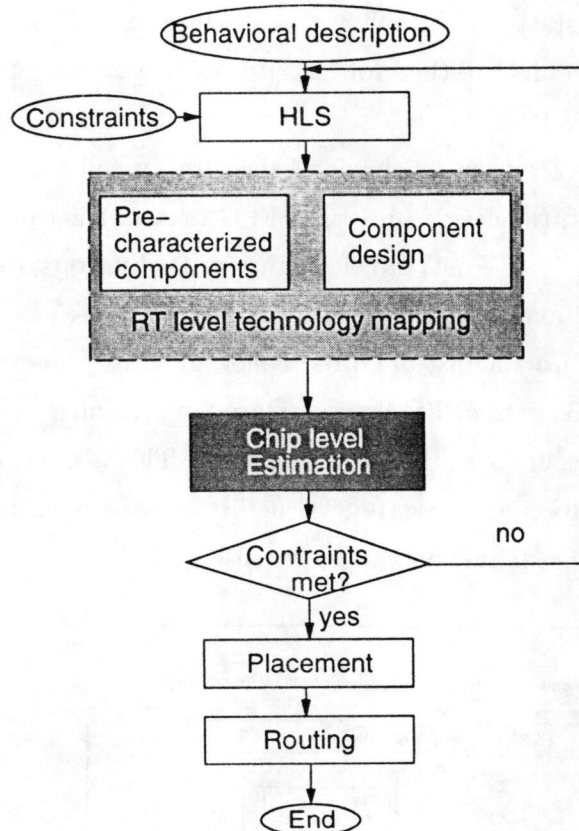 Behavioral description
Constraints
HLS
Pre-
characterized
components
Component
design
RT level technology mapping
Chip level
Estimation
Contraints
met?
no
yes
Placement
Routing
End